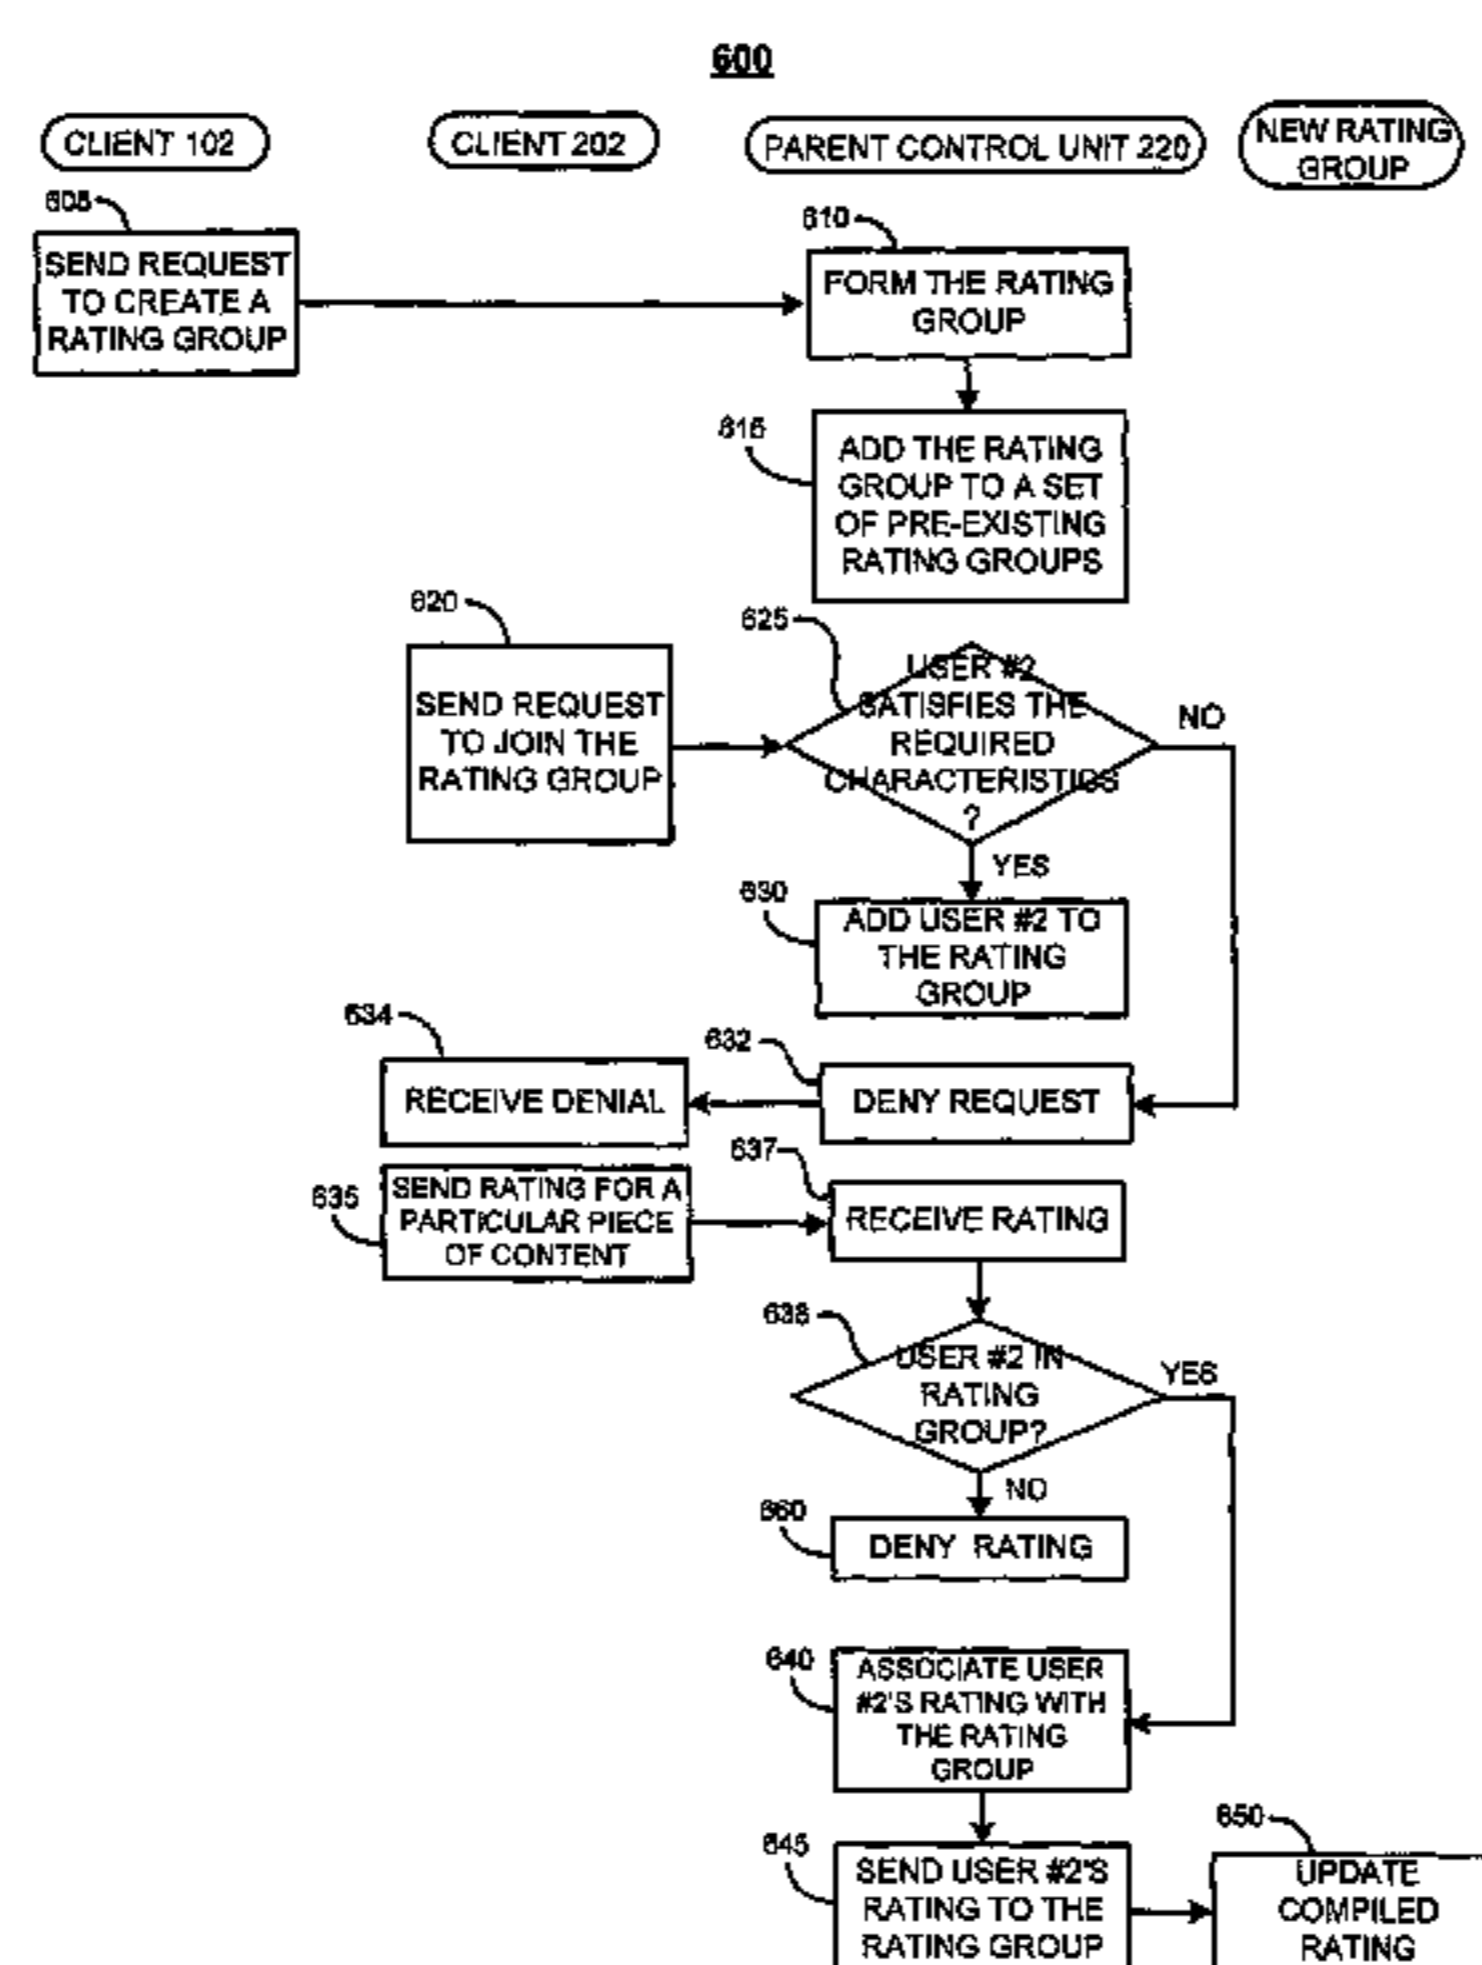 600
CLIENT 102
CLIENT 202
PARENT CONTROL UNIT 220
NEW RATING
GROUP
605
SEND REQUEST
TO CREATE A
RATING GROUP
610
FORM THE RATING
GROUP
615
ADD THE RATING
GROUP TO A SET
OF PRE-EXISTING
RATING GROUPS
620
SEND REQUEST
TO JOIN THE
RATING GROUP
625
USER #2
SATISFIES THE
REQUIRED
CHARACTERISTICS
?
NO
YES
630
ADD USER #2 TO
THE RATING
GROUP
634
RECEIVE DENIAL
632
DENY REQUEST
635
SEND RATING FOR A
PARTICULAR PIECE
OF CONTENT
637
RECEIVE RATING
638
USER #2 IN
RATING
GROUP?
YES
NO
660
DENY RATING
640
ASSOCIATE USER
#2'S RATING WITH
THE RATING
GROUP
645
SEND USER #2'S
RATING TO THE
RATING GROUP
650
UPDATE
COMPILED
RATING